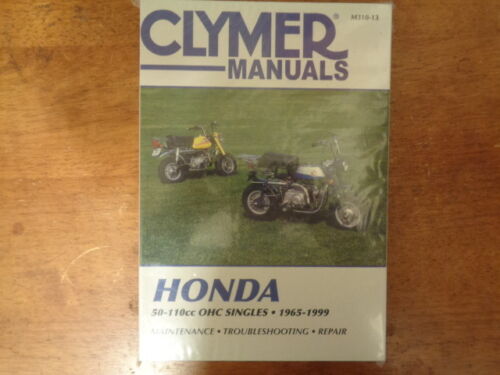 M310-13
CLYMER®
MANUALS
HONDA
50-110cc OHC SINGLES • 1965-1999
MAINTENANCE • TROUBLESHOOTING • REPAIR